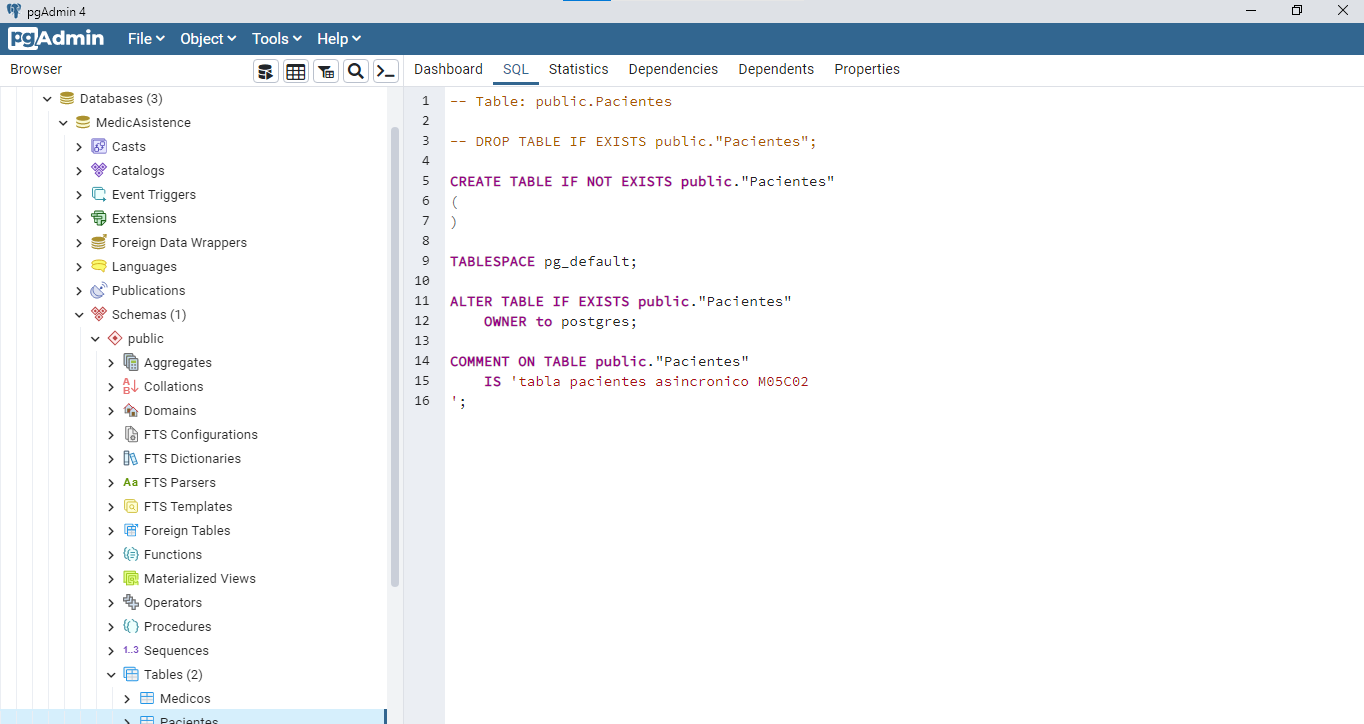 pgAdmin 4
pgAdmin
File Object Tools Help
Browser
Dashboard SQL Statistics Dependencies Dependents Properties
Databases (3)
MedicAsistence
Casts
Catalogs
Event Triggers
Extensions
Foreign Data Wrappers
Languages
Publications
Schemas (1)
public
Aggregates
Collations
Domains
FTS Configurations
FTS Dictionaries
Aa FTS Parsers
FTS Templates
Foreign Tables
Functions
Materialized Views
Operators
Procedures
1..3 Sequences
Tables (2)
Medicos
Pacientes
1 -- Table: public.Pacientes
2
3 -- DROP TABLE IF EXISTS public."Pacientes";
4
5 CREATE TABLE IF NOT EXISTS public."Pacientes"
6 (
7 )
8
9 TABLESPACE pg_default;
10
11 ALTER TABLE IF EXISTS public."Pacientes"
12 OWNER to postgres;
13
14 COMMENT ON TABLE public."Pacientes"
15 IS 'tabla pacientes asincronico M05C02
16 ';